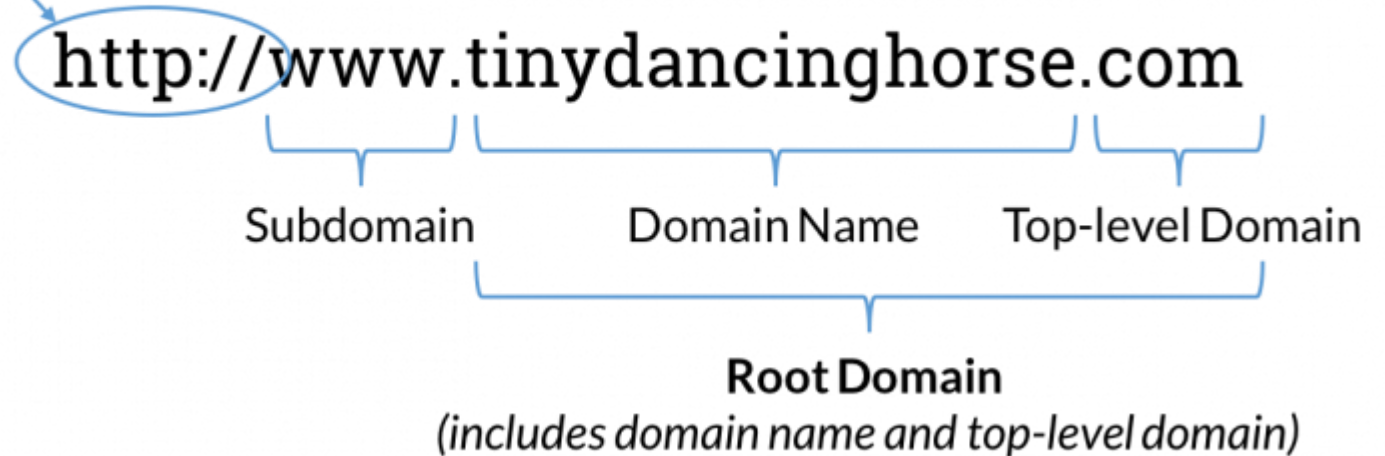 http://www.tinydancinghorse.com
Subdomain Domain Name Top-level Domain
Root Domain
(includes domain name and top-level domain)